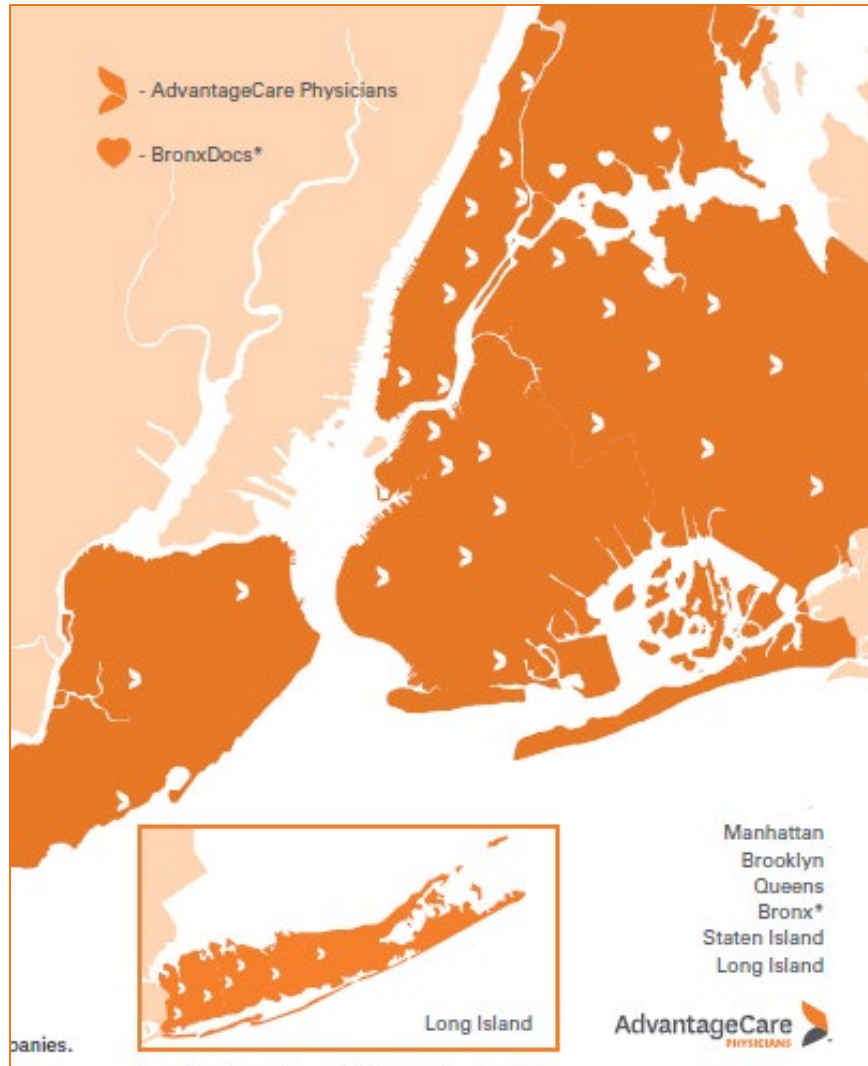 - AdvantageCare Physicians
- BronxDocs*
Manhattan
Brooklyn
Queens
Bronx*
Staten Island
Long Island
Long Island
AdvantageCare
PHYSICIANS
panies.